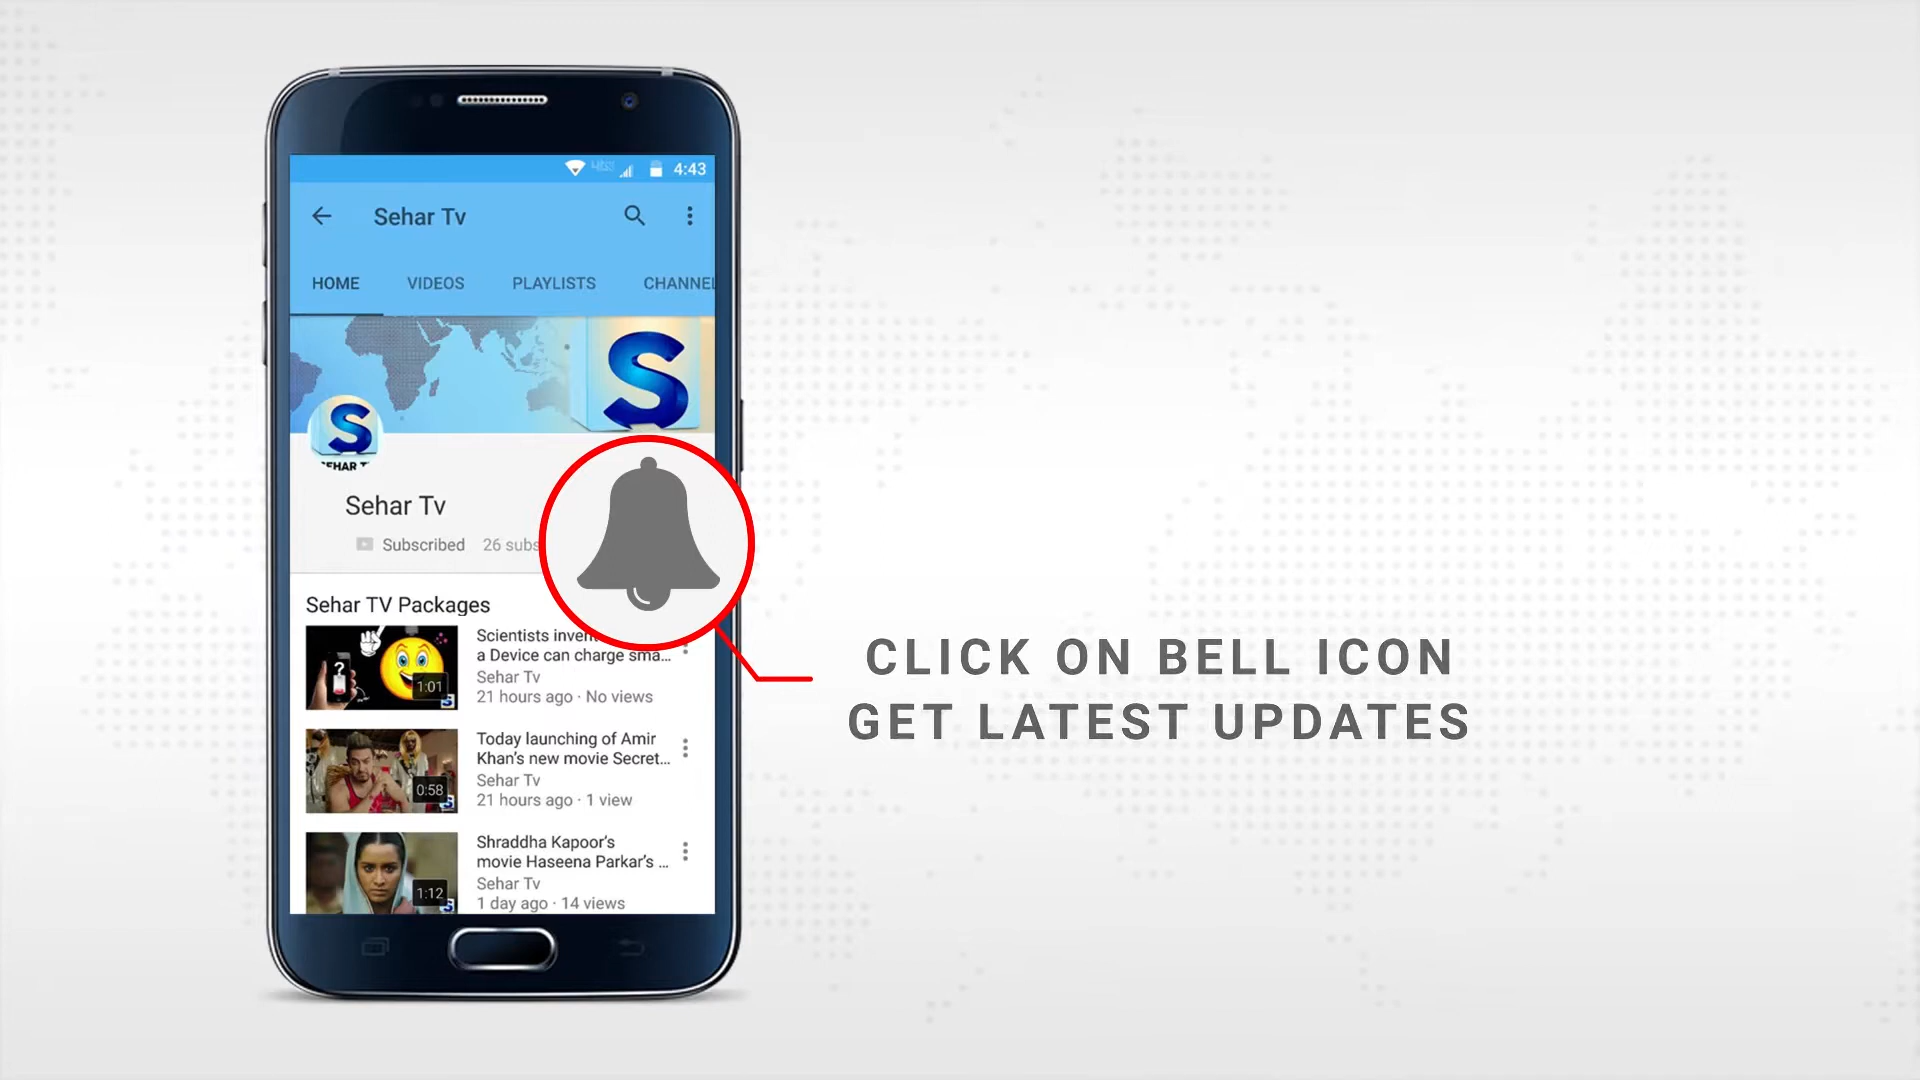 4:43
Sehar Tv
HOME VIDEOS PLAYLISTS CHANNEL
S
S
SEHAR T
Sehar Tv
Subscribed 26 subs
Sehar TV Packages
Scientists inven
a Device can charge sma...
Sehar Tv
21 hours ago · No views
?
1:01
Today launching of Amir
Khan's new movie Secret...
Sehar Tv
21 hours ago · 1 view
0:58
Shraddha Kapoor's
movie Haseena Parkar's ...
Sehar Tv
1 day ago · 14 views
1:12
CLICK ON BELL ICON
GET LATEST UPDATES